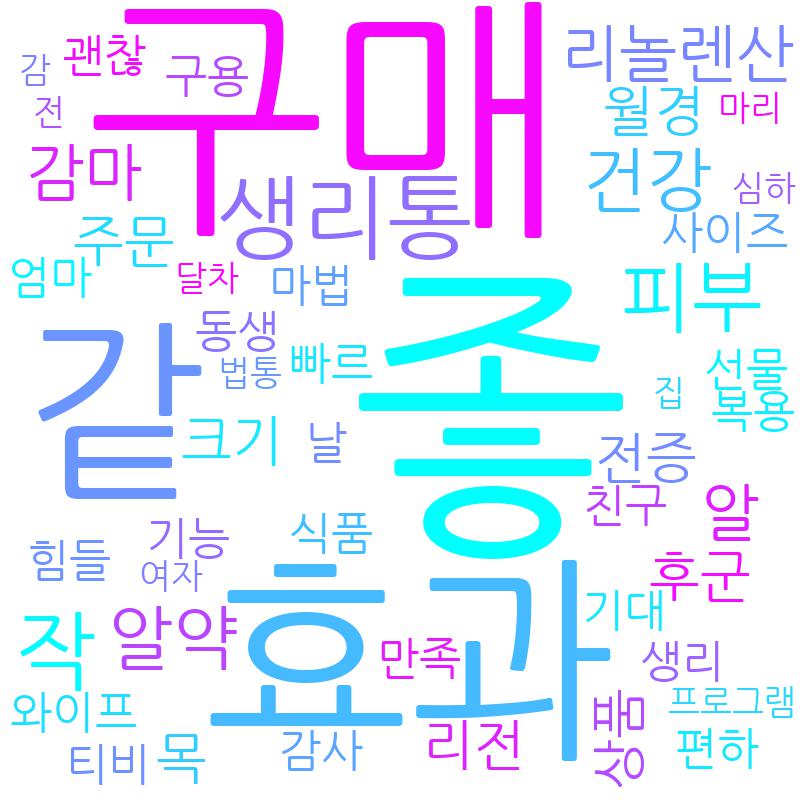 구매
괜찮
구용
감
전
리놀렌산
월경
마리
감마
생리통
건강
심하
주문
사이즈
엄마
달차
마법
피부
같
좋
동생
법통
빠르
선물
집
복용
크기
날
전증
친구
알
힘들
기능
식품
여자
효과
후군
기대
작
알약
만족
생리
와이프
감사
리전
상품
프로그램
편하
티비
목